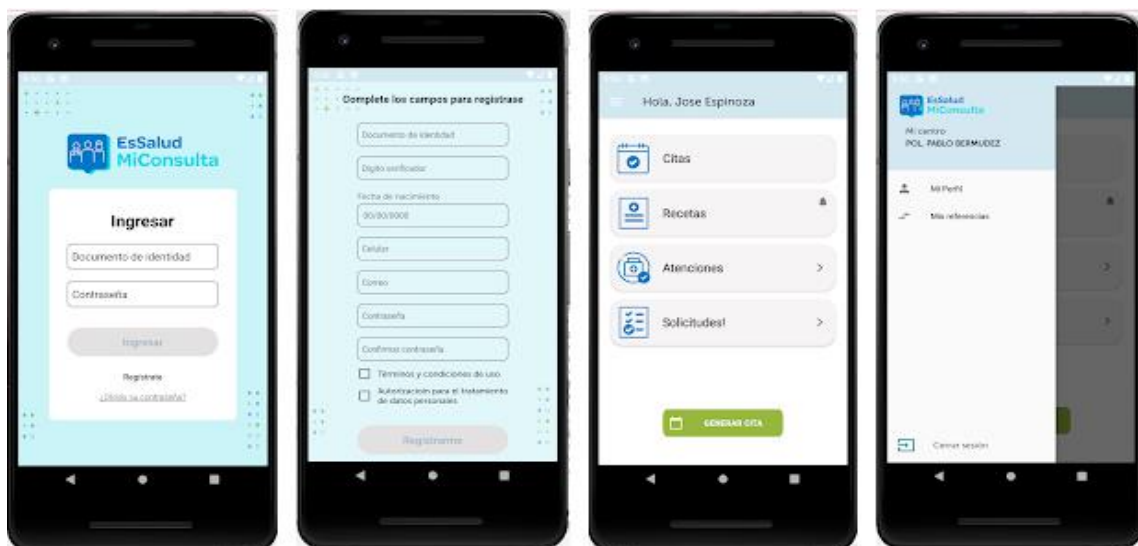 EsSalud
MiConsulta
Ingresar
Documento de identidad
Contraseña
Ingresar
Regístrate
¿Olvidó su contraseña?
Complete los campos para registrase
Documento de identidad
Dígito verificador
Fecha de nacimiento
00/00/0000
Celular
Correo
Contraseña
Confirmar contraseña
Términos y condiciones de uso
Autorización para el tratamiento
de datos personales
Registrarme
Hola, Jose Espinoza
Citas
Recetas
Atenciones
Solicitudes!
GENERAR CITA
EsSalud
MiConsulta
Mi centro
POL. PABLO BERMUDEZ
Mi Perfil
Mis referencias
Cerrar sesión